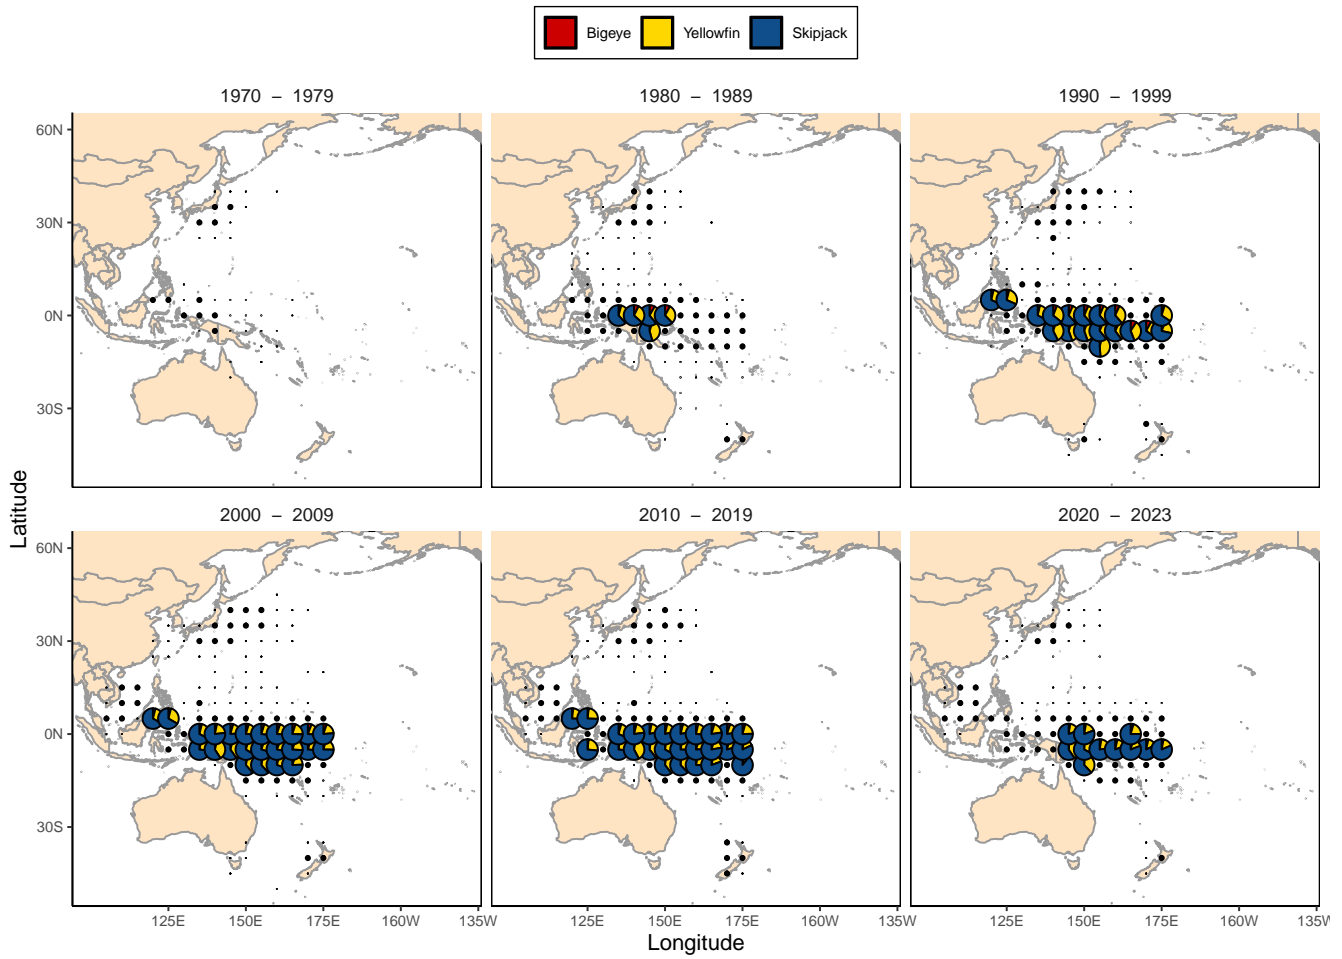 Bigeye Yellowfin Skipjack
1970 − 1979 1980 − 1989 1990 − 1999
60N
30N
0N
30S
Latitude
2000 − 2009 2010 − 2019 2020 − 2023
60N
30N
0N
30S
125E 150E 175E 160W 135W 125E 150E 175E 160W 135W 125E 150E 175E 160W 135W
Longitude